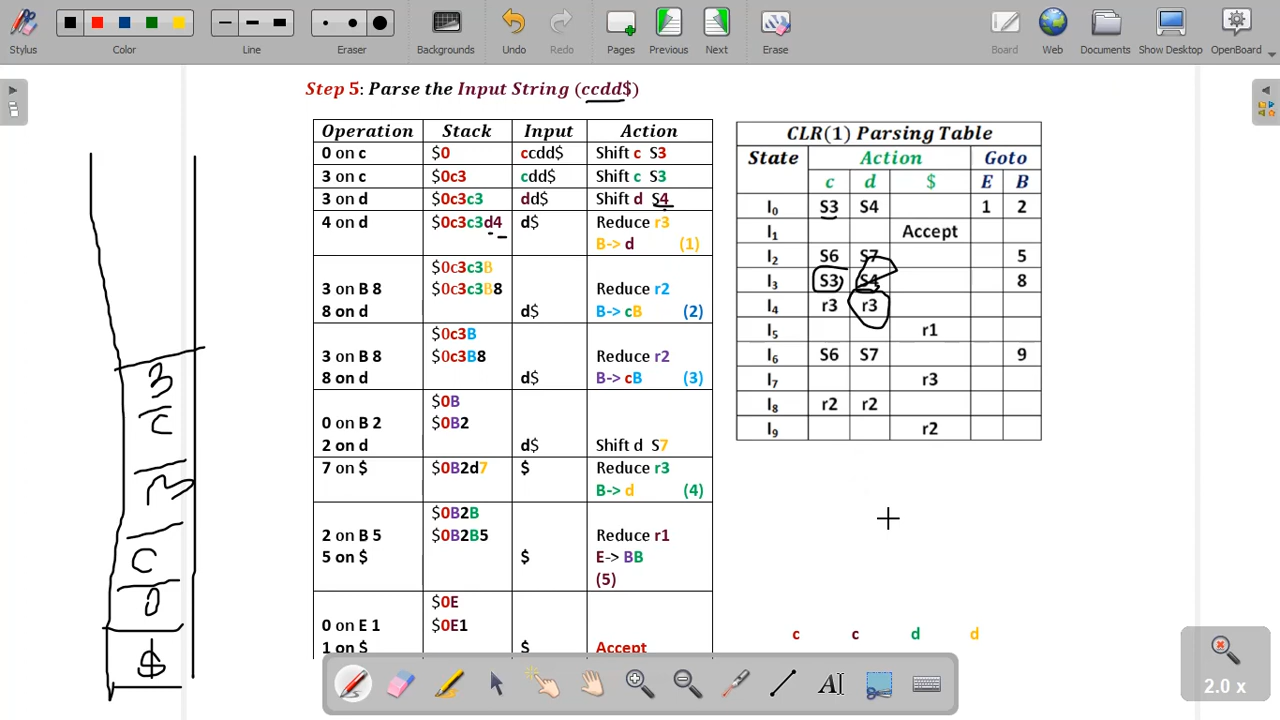 Stylus
Color
Line
Eraser
Backgrounds
Undo
Redo
Pages
Previous
Next
Erase
Board
Web
Documents
Show Desktop
OpenBoard
Step 5: Parse the Input String (ccdd$)
Operation Stack Input Action
0 on c $0 ccdd$ Shift c S3
3 on c $0c3 cdd$ Shift c S3
3 on d $0c3c3 dd$ Shift d S4
4 on d $0c3c3d4 d$ Reduce r3
B-> d (1)
$0c3c3B
3 on B 8 $0c3c3B8 Reduce r2
8 on d d$ B-> cB (2)
$0c3B
3 on B 8 $0c3B8 Reduce r2
8 on d d$ B-> cB (3)
$0B
0 on B 2 $0B2
2 on d d$ Shift d S7
7 on $ $0B2d7 $ Reduce r3
B-> d (4)
$0B2B
2 on B 5 $0B2B5 Reduce r1
5 on $ $ E-> BB
(5)
$0E
0 on E 1 $0E1
1 on $ $ Accept
CLR(1) Parsing Table
State Action Goto
c d $ E B
I0 S3 S4 1 2
I1 Accept
I2 S6 S7 5
I3 S3 S4 8
I4 r3 r3
I5 r1
I6 S6 S7 9
I7 r3
I8 r2 r2
I9 r2
c c d d
3
c
3
c
0
$
2.0 x